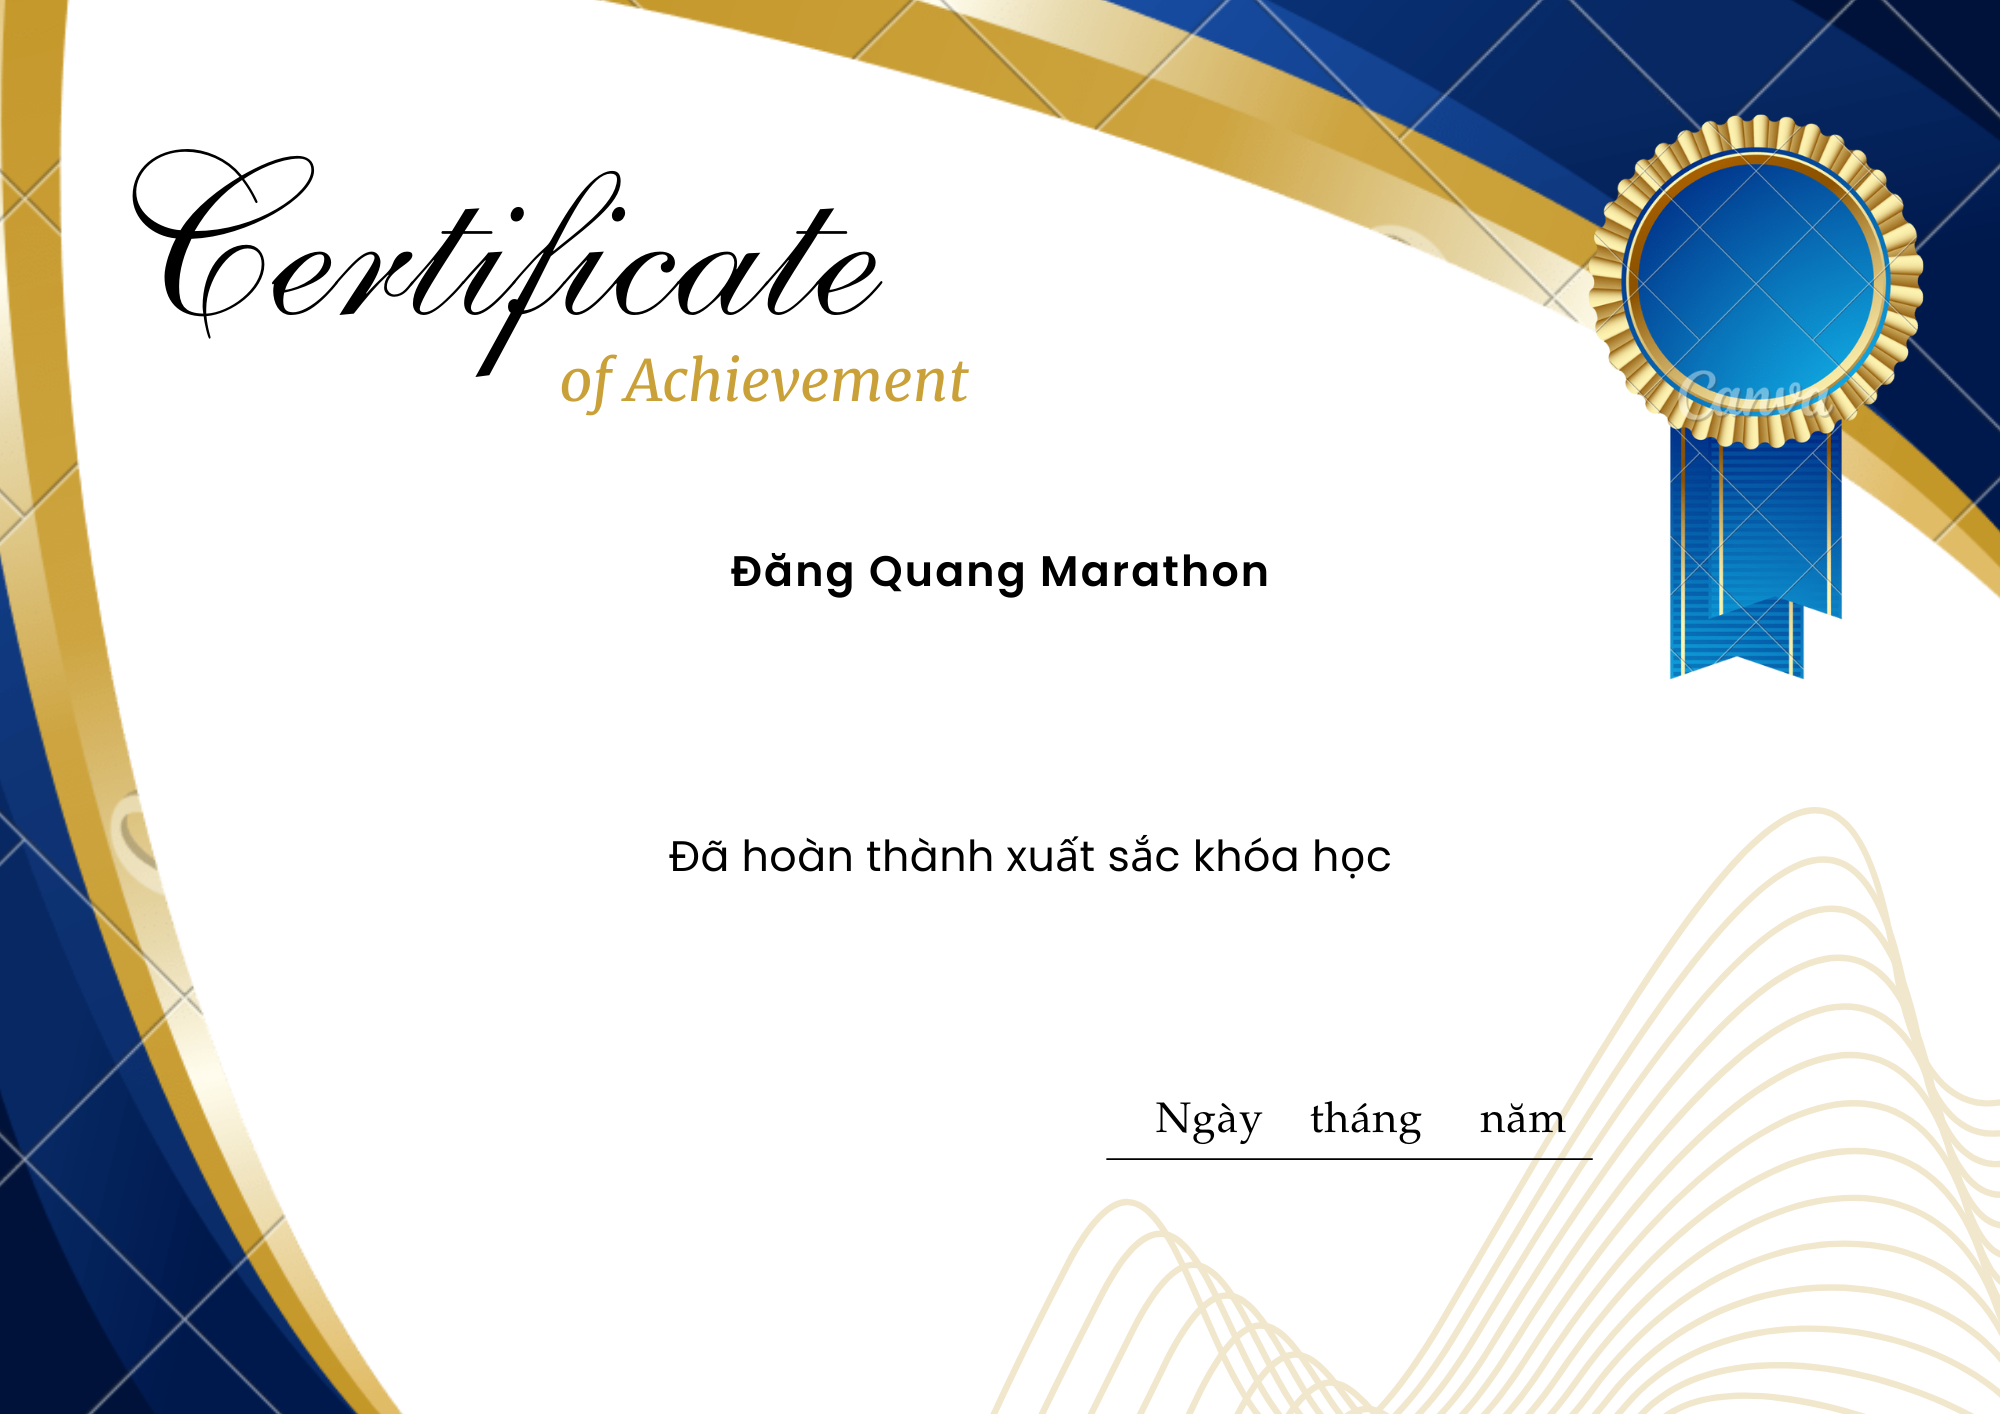 Certificate
of Achievement
Canva
Đăng Quang Marathon
Đã hoàn thành xuất sắc khóa học
Ngày tháng năm